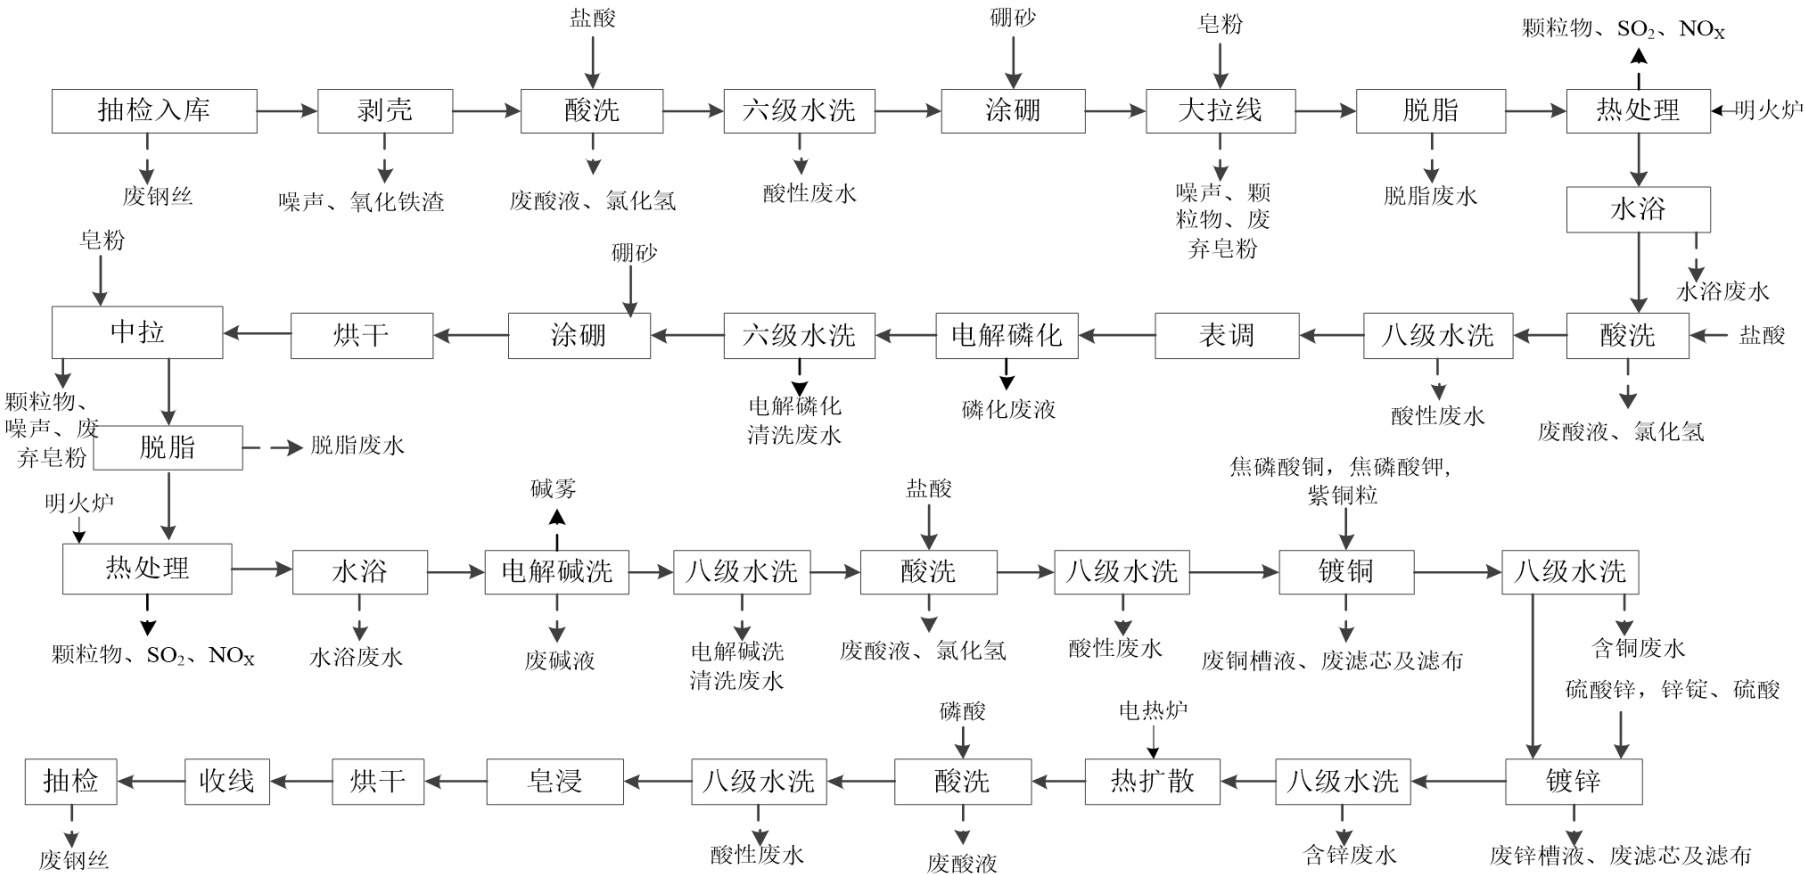 盐酸
硼砂
皂粉
颗粒物、SO₂、NOX
抽检入库
剥壳
酸洗
六级水洗
涂硼
大拉线
脱脂
热处理
明火炉
废钢丝
噪声、氧化铁渣
废酸液、氯化氢
酸性废水
噪声、颗
粒物、废
弃皂粉
脱脂废水
水浴
水浴废水
皂粉
硼砂
中拉
烘干
涂硼
六级水洗
电解磷化
表调
八级水洗
酸洗
盐酸
颗粒物、
噪声、废
弃皂粉
电解磷化
清洗废水
磷化废液
酸性废水
废酸液、氯化氢
脱脂
脱脂废水
明火炉
碱雾
盐酸
焦磷酸铜，焦磷酸钾,
紫铜粒
热处理
水浴
电解碱洗
八级水洗
酸洗
八级水洗
镀铜
八级水洗
颗粒物、SO₂、NOX
水浴废水
废碱液
电解碱洗
清洗废水
废酸液、氯化氢
酸性废水
废铜槽液、废滤芯及滤布
含铜废水
硫酸锌，锌锭、硫酸
磷酸
电热炉
抽检
收线
烘干
皂浸
八级水洗
酸洗
热扩散
八级水洗
镀锌
废钢丝
酸性废水
废酸液
含锌废水
废锌槽液、废滤芯及滤布